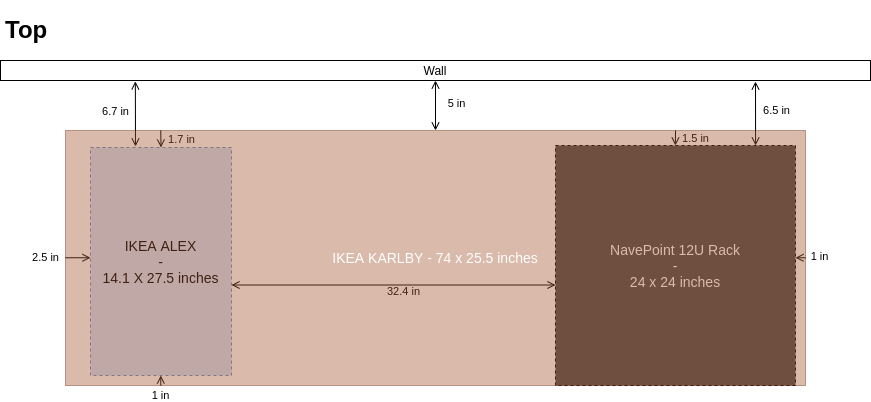 Top
Wall
6.7 in
5 in
6.5 in
1.7 in
1.5 in
IKEA ALEX
-
14.1 X 27.5 inches
2.5 in
IKEA KARLBY - 74 x 25.5 inches
NavePoint 12U Rack
-
24 x 24 inches
1 in
32.4 in
1 in